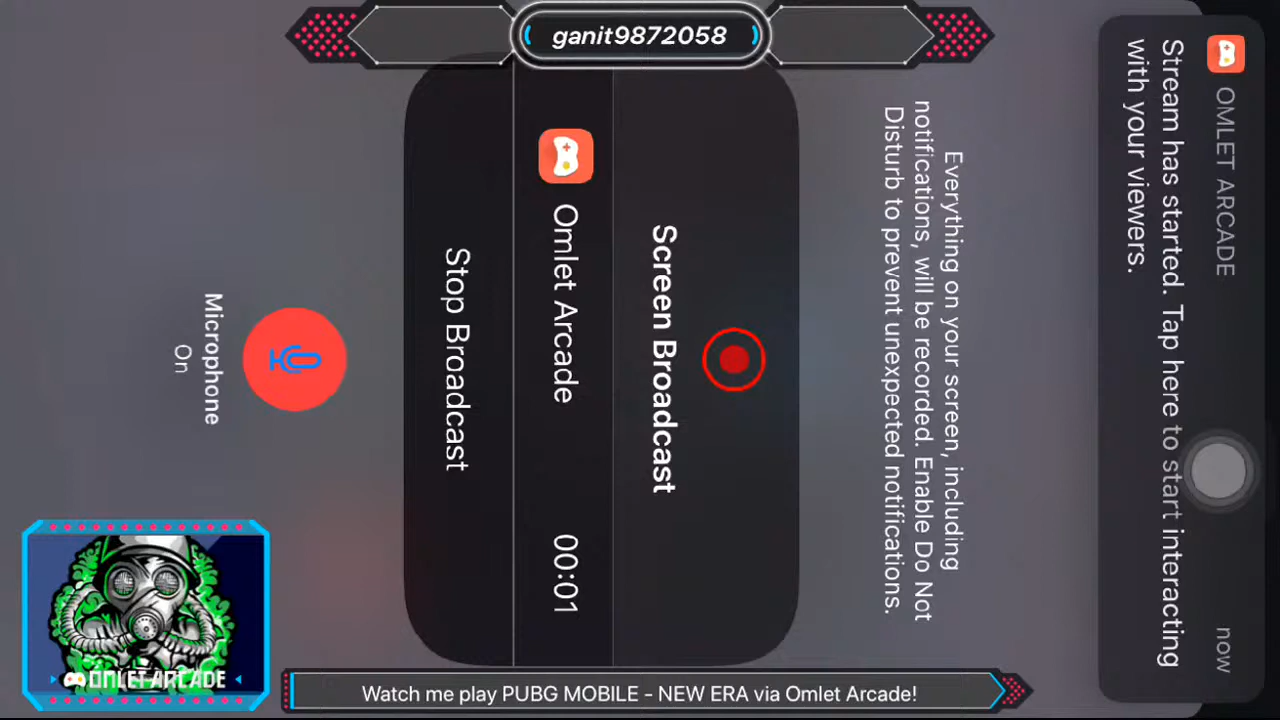 ganit9872058
OMLET ARCADE
now
Stream has started. Tap here to start interacting
with your viewers.
Everything on your screen, including
notifications, will be recorded. Enable Do Not
Disturb to prevent unexpected notifications.
Screen Broadcast
Omlet Arcade
00:01
Stop Broadcast
Microphone
On
OMLET ARCADE
Watch me play PUBG MOBILE - NEW ERA via Omlet Arcade!